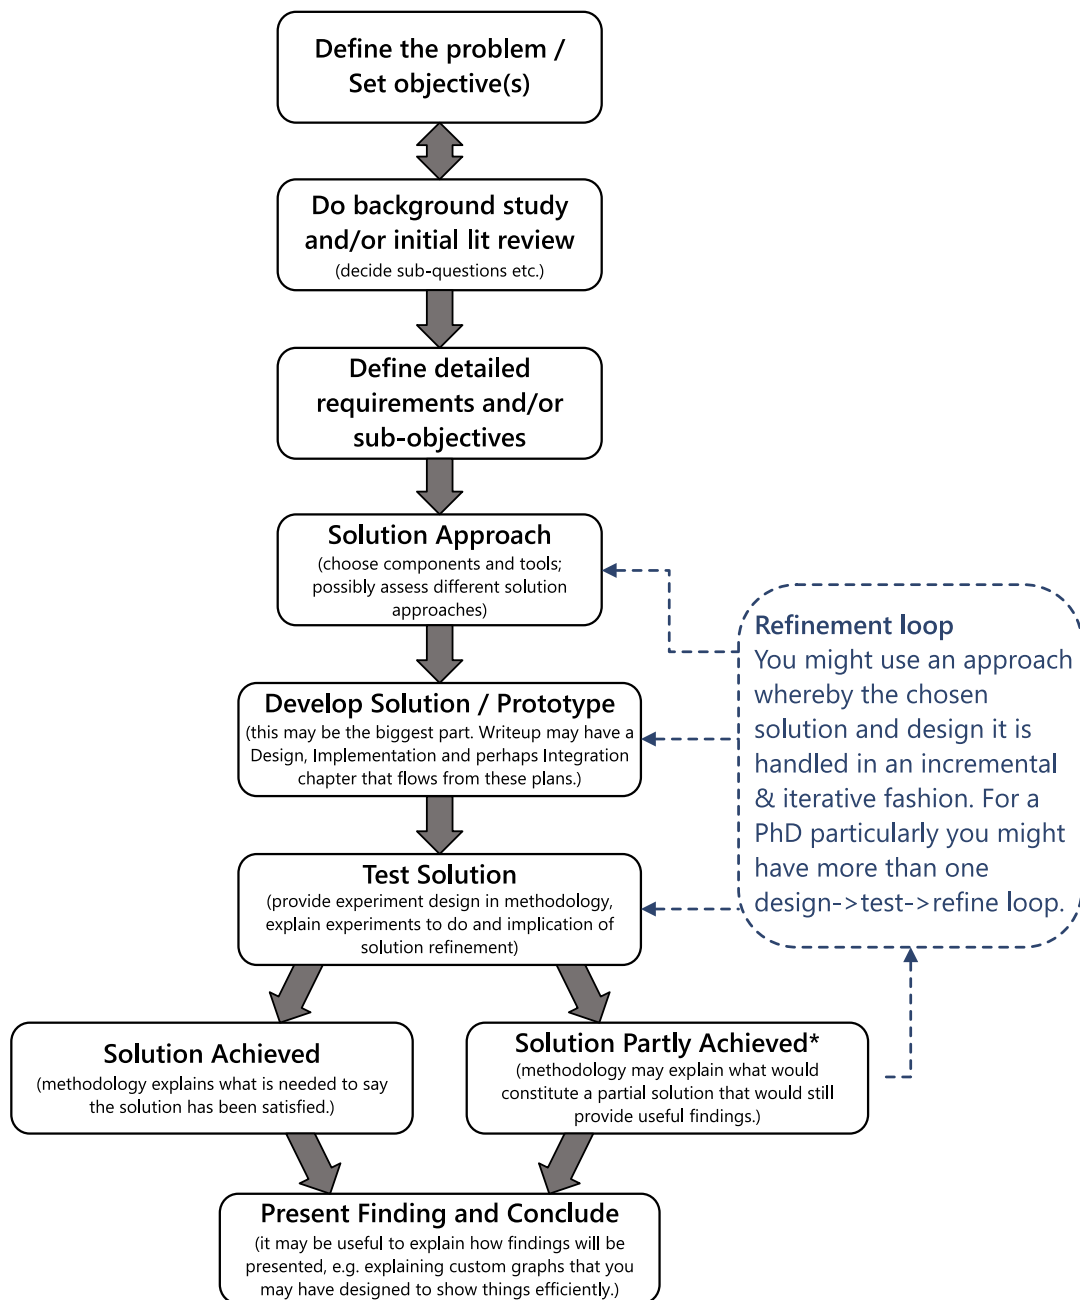 Define the problem /
Set objective(s)
Do background study
and/or initial lit review
(decide sub-questions etc.)
Define detailed
requirements and/or
sub-objectives
Solution Approach
(choose components and tools;
possibly assess different solution
approaches)
Develop Solution / Prototype
(this may be the biggest part. Writeup may have a
Design, Implementation and perhaps Integration
chapter that flows from these plans.)
Refinement loop
You might use an approach
whereby the chosen
solution and design it is
handled in an incremental
& iterative fashion. For a
PhD particularly you might
have more than one
design->test->refine loop.
Test Solution
(provide experiment design in methodology,
explain experiments to do and implication of
solution refinement)
Solution Achieved
(methodology explains what is needed to say
the solution has been satisfied.)
Solution Partly Achieved*
(methodology may explain what would
constitute a partial solution that would still
provide useful findings.)
Present Finding and Conclude
(it may be useful to explain how findings will be
presented, e.g. explaining custom graphs that you
may have designed to show things efficiently.)